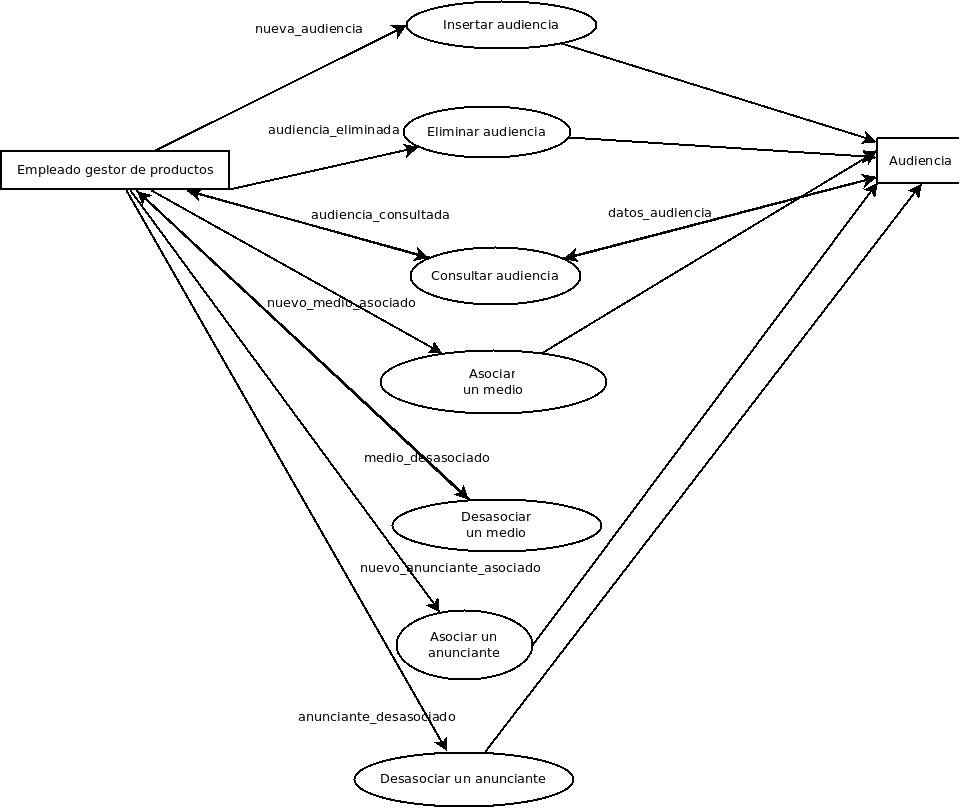 Insertar audiencia
nueva_audiencia
audiencia_eliminada
Eliminar audiencia
Empleado gestor de productos
Audiencia
audiencia_consultada
datos_audiencia
Consultar audiencia
nuevo_medio_asociado
Asociar
un medio
medio_desasociado
Desasociar
un medio
nuevo_anunciante_asociado
Asociar un
anunciante
anunciante_desasociado
Desasociar un anunciante